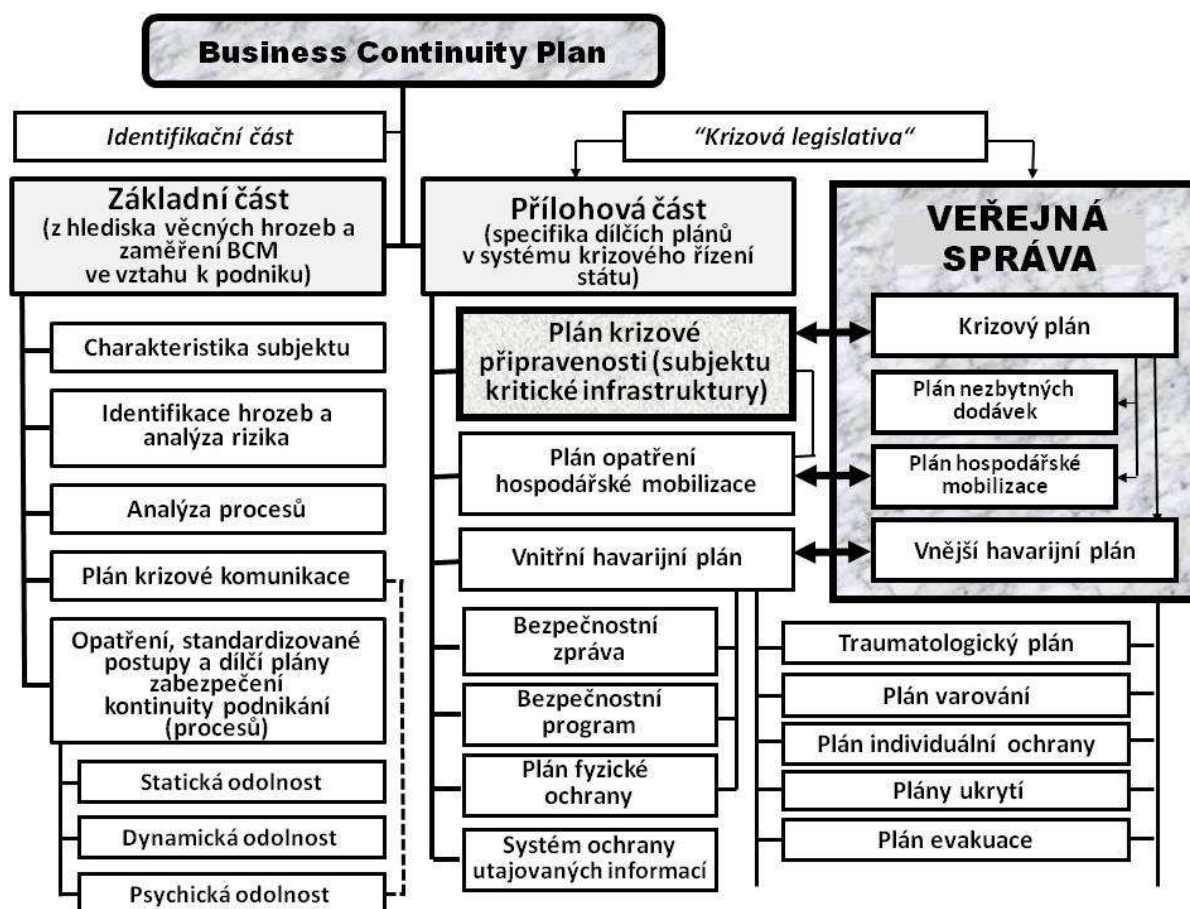 Business Continuity Plan
Identifikační část
“Krizová legislativa“
Základní část
(z hlediska věcných hrozeb a
zaměření BCM
ve vztahu k podniku)
Charakteristika subjektu
Identifikace hrozeb a
analýza rizika
Analýza procesů
Plán krizové komunikace
Opatření, standardizované
postupy a dílčí plány
zabezpečení
kontinuity podnikání
(procesů)
Statická odolnost
Dynamická odolnost
Psychická odolnost
Přílohová část
(specifika dílčích plánů
v systému krizového řízení
státu)
Plán krizové
připravenosti (subjektu
kritické infrastruktury)
Plán opatření
hospodářské mobilizace
Vnitřní havarijní plán
Bezpečnostní
zpráva
Bezpečnostní
program
Plán fyzické
ochrany
Systém ochrany
utajovaných informací
VEŘEJNÁ
SPRÁVA
Krizový plán
Plán nezbytných
dodávek
Plán hospodářské
mobilizace
Vnější havarijní plán
Traumatologický plán
Plán varování
Plán individuální ochrany
Plány ukrytí
Plán evakuace